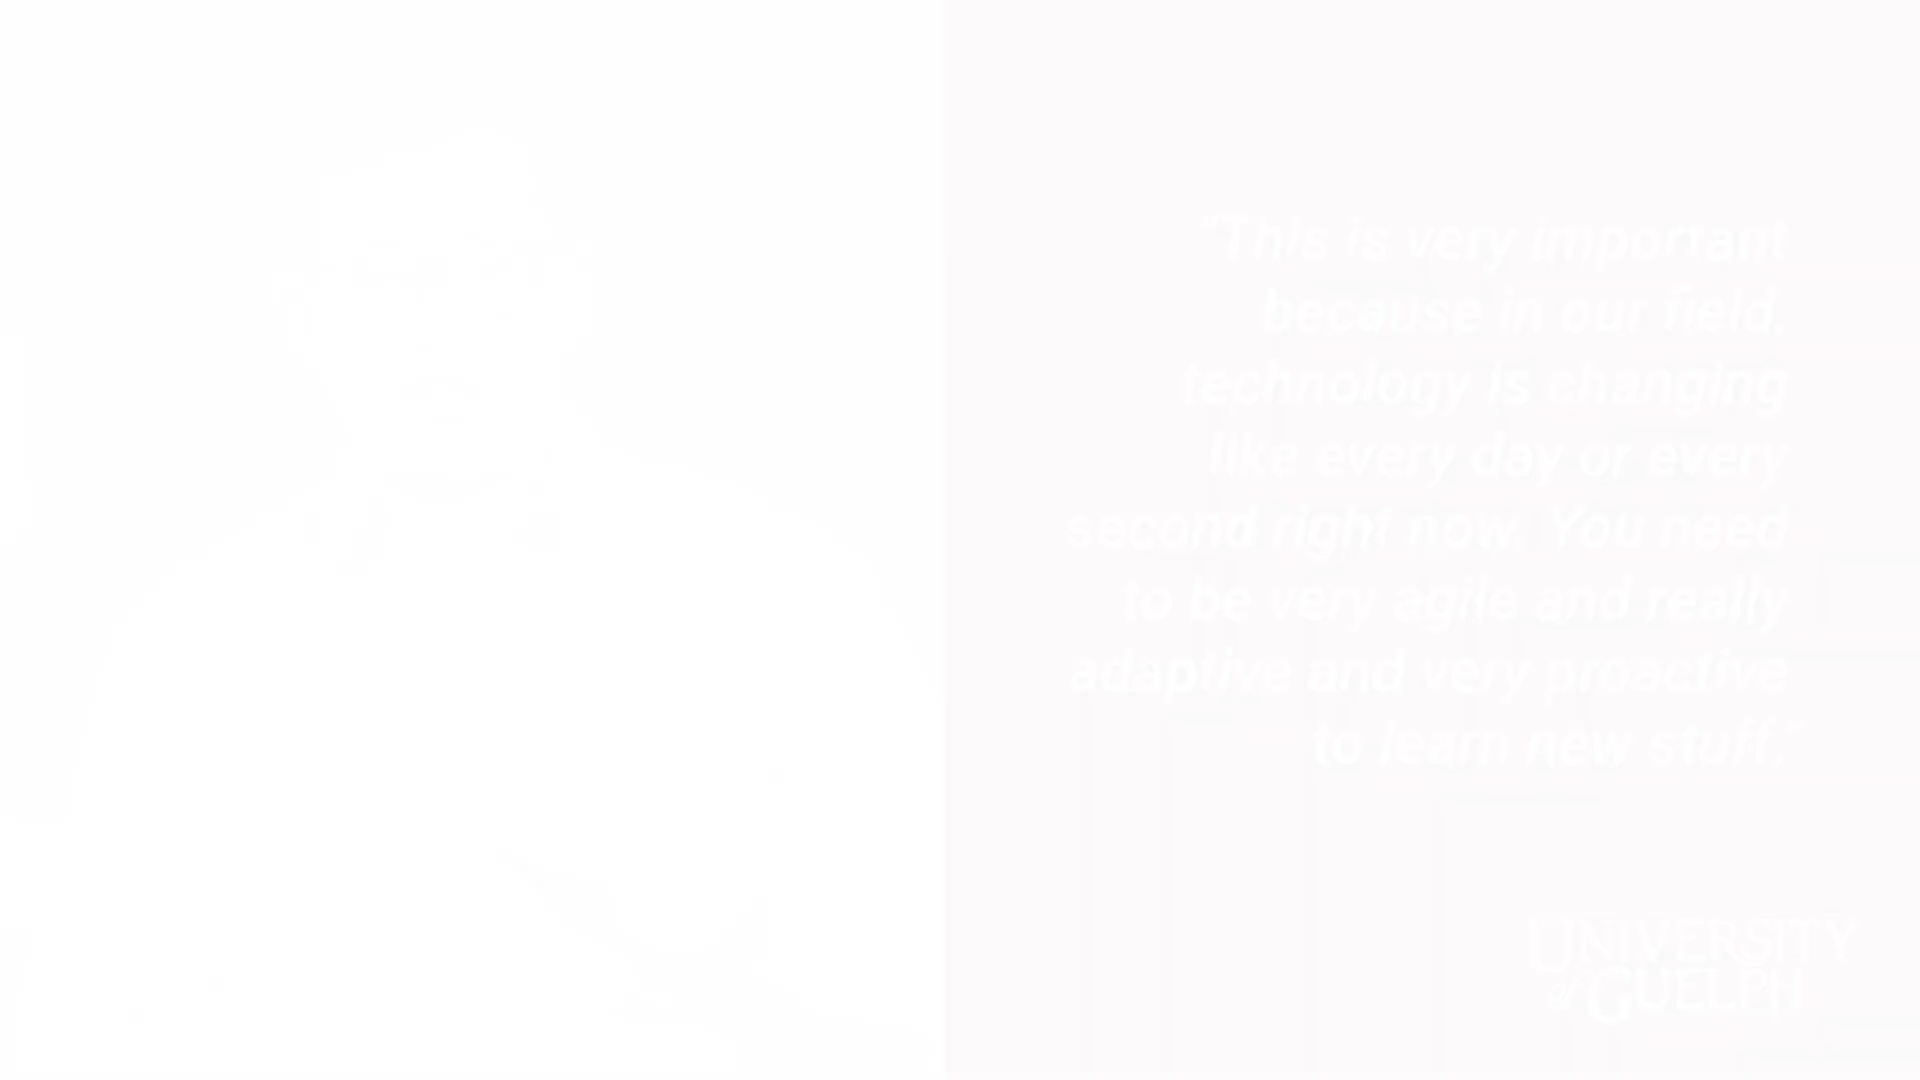 "This is very important
because in our field,
technology is changing
like every day or every
second right now. You need
to be very agile and really
adaptive and very proactive
to learn new stuff."
UNIVERSITY
of GUELPH